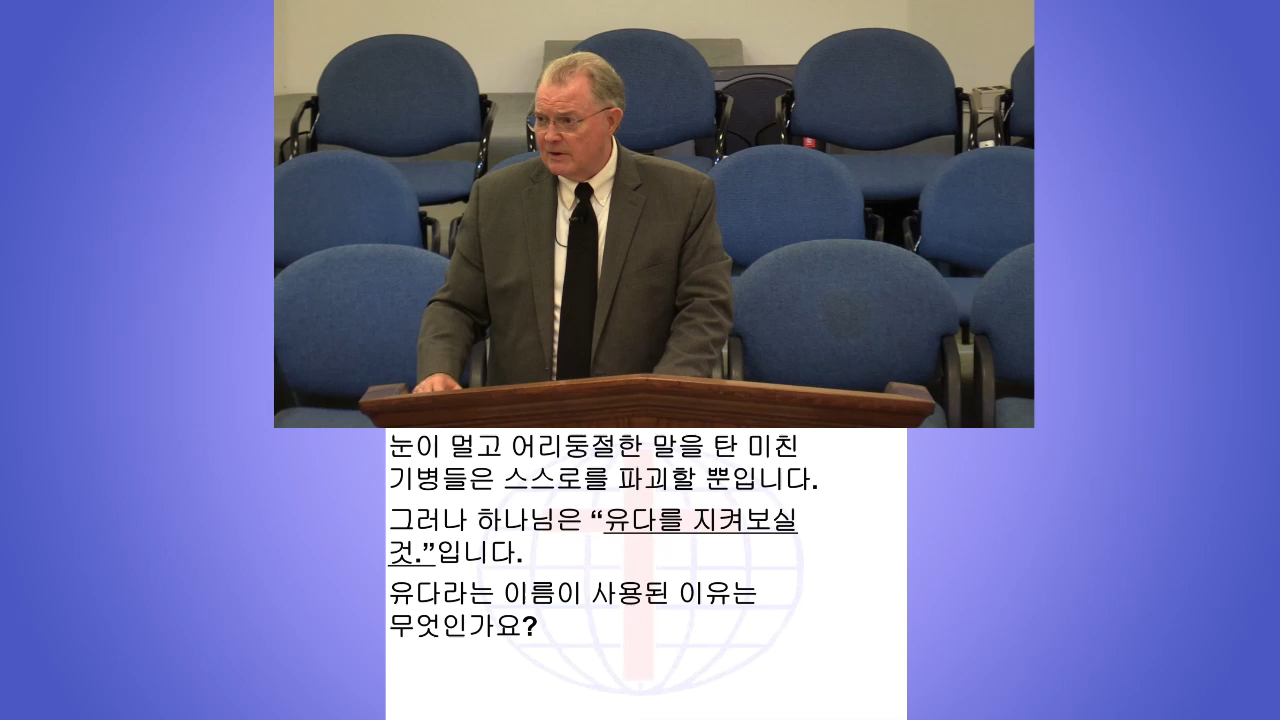 눈이 멀고 어리둥절한 말을 탄 미친
기병들은 스스로를 파괴할 뿐입니다.
그러나 하나님은 “유다를 지켜보실
것.”입니다.
유다라는 이름이 사용된 이유는
무엇인가요?